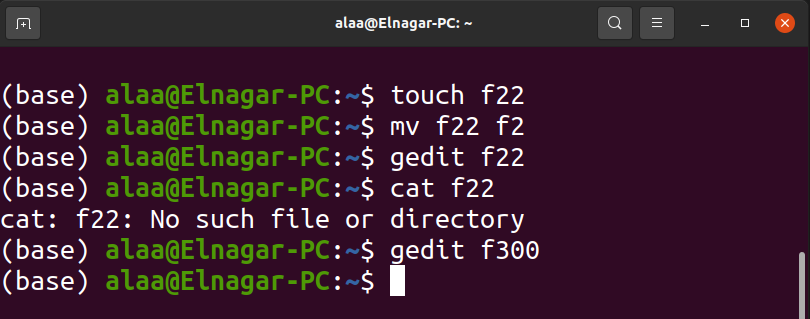 alaa@Elnagar-PC: ~
(base) alaa@Elnagar-PC:~$ touch f22
(base) alaa@Elnagar-PC:~$ mv f22 f2
(base) alaa@Elnagar-PC:~$ gedit f22
(base) alaa@Elnagar-PC:~$ cat f22
cat: f22: No such file or directory
(base) alaa@Elnagar-PC:~$ gedit f300
(base) alaa@Elnagar-PC:~$